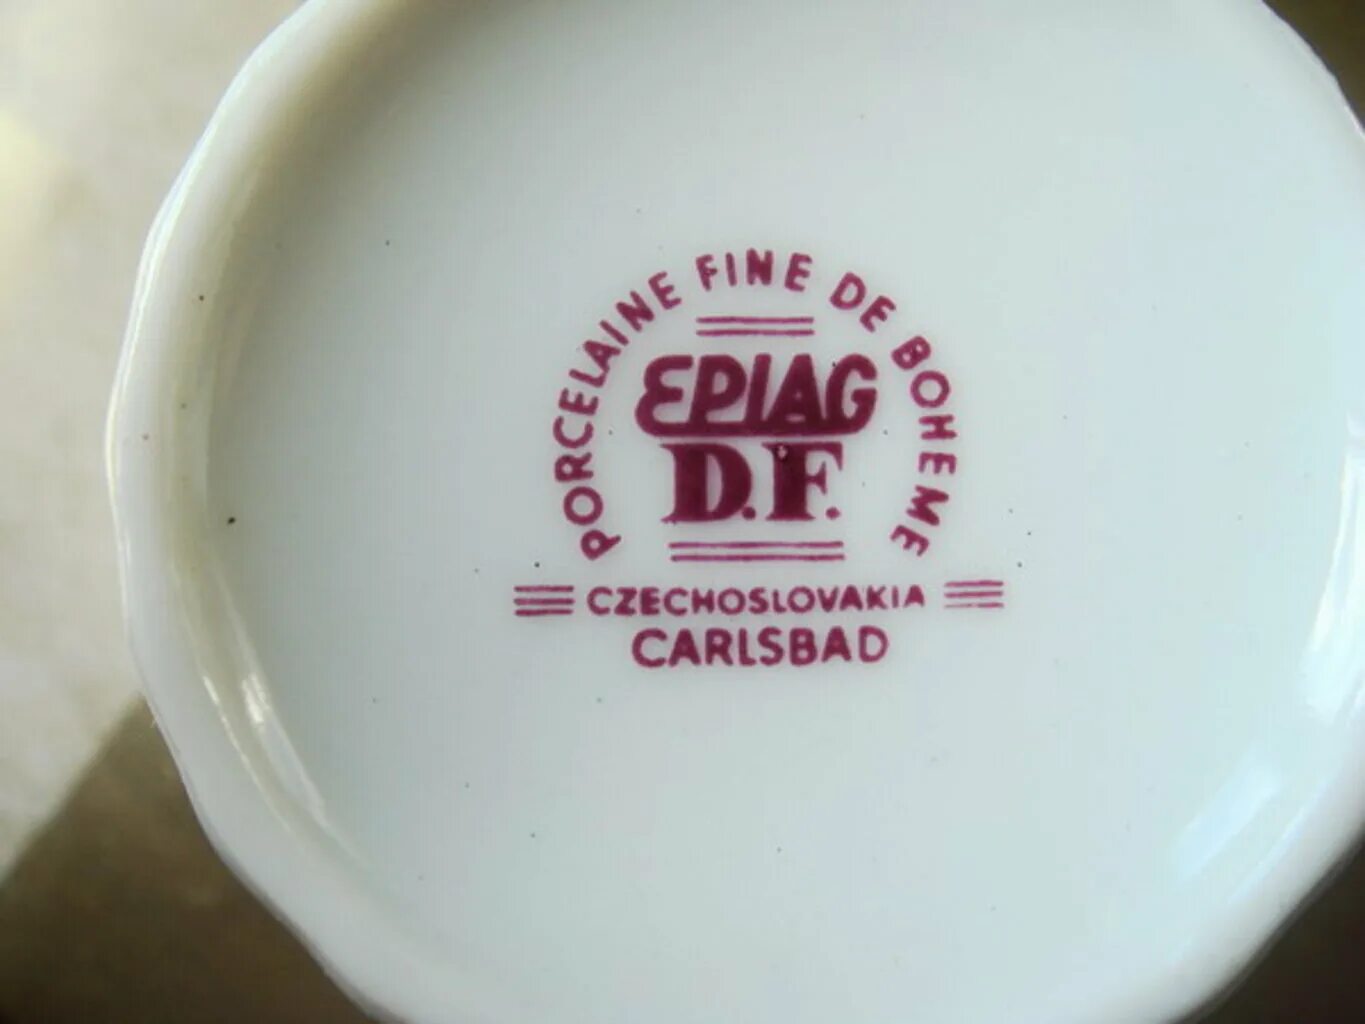 PORCELAINE FINE DE BOHEME
EPIAG
D.F.
CZECHOSLOVAKIA
CARLSBAD